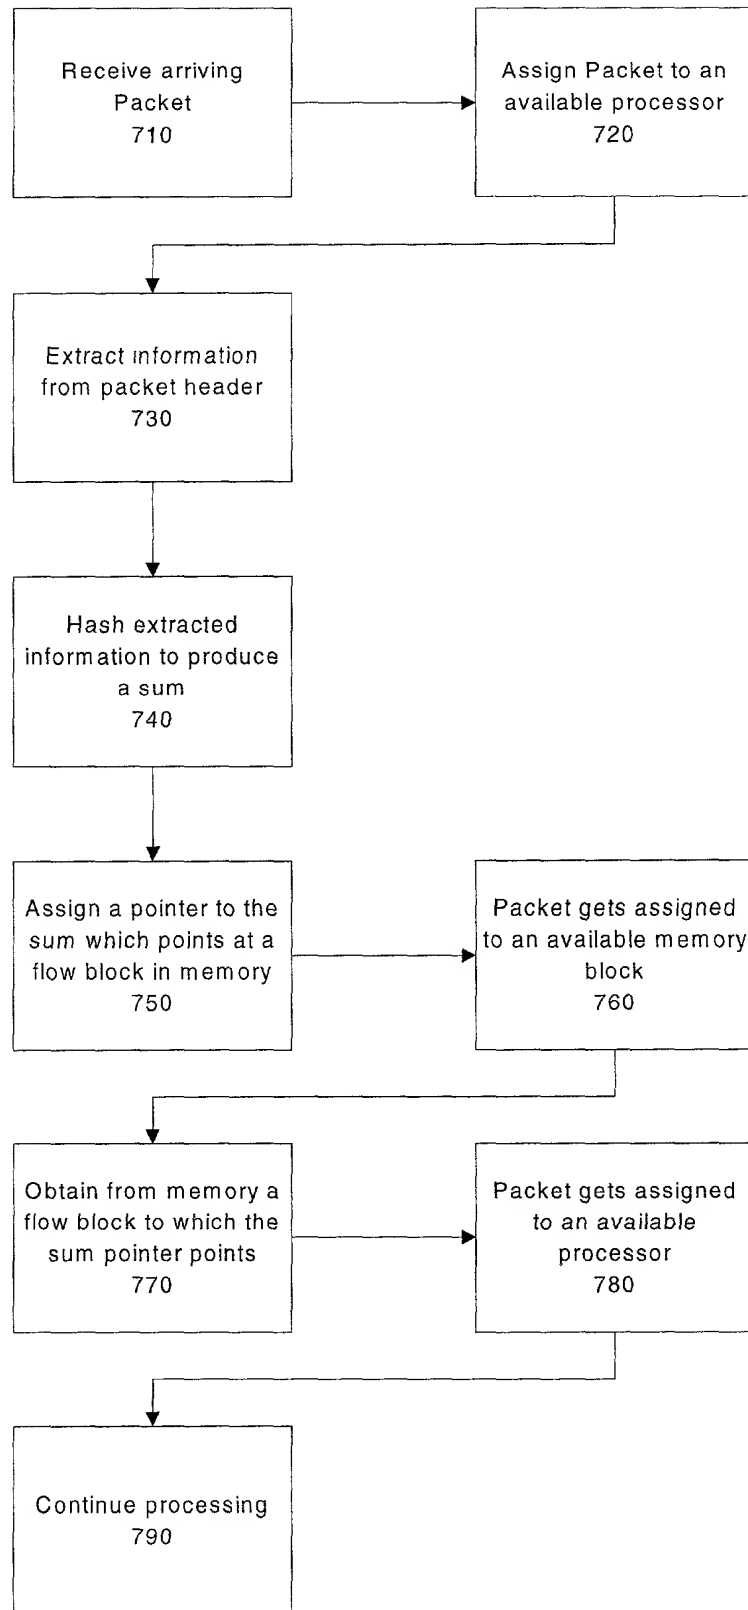 Receive arriving
Packet
710
Assign Packet to an
available processor
720
Extract information
from packet header
730
Hash extracted
information to produce
a sum
740
Assign a pointer to the
sum which points at a
flow block in memory
750
Packet gets assigned
to an available memory
block
760
Obtain from memory a
flow block to which the
sum pointer points
770
Packet gets assigned
to an available
processor
780
Continue processing
790